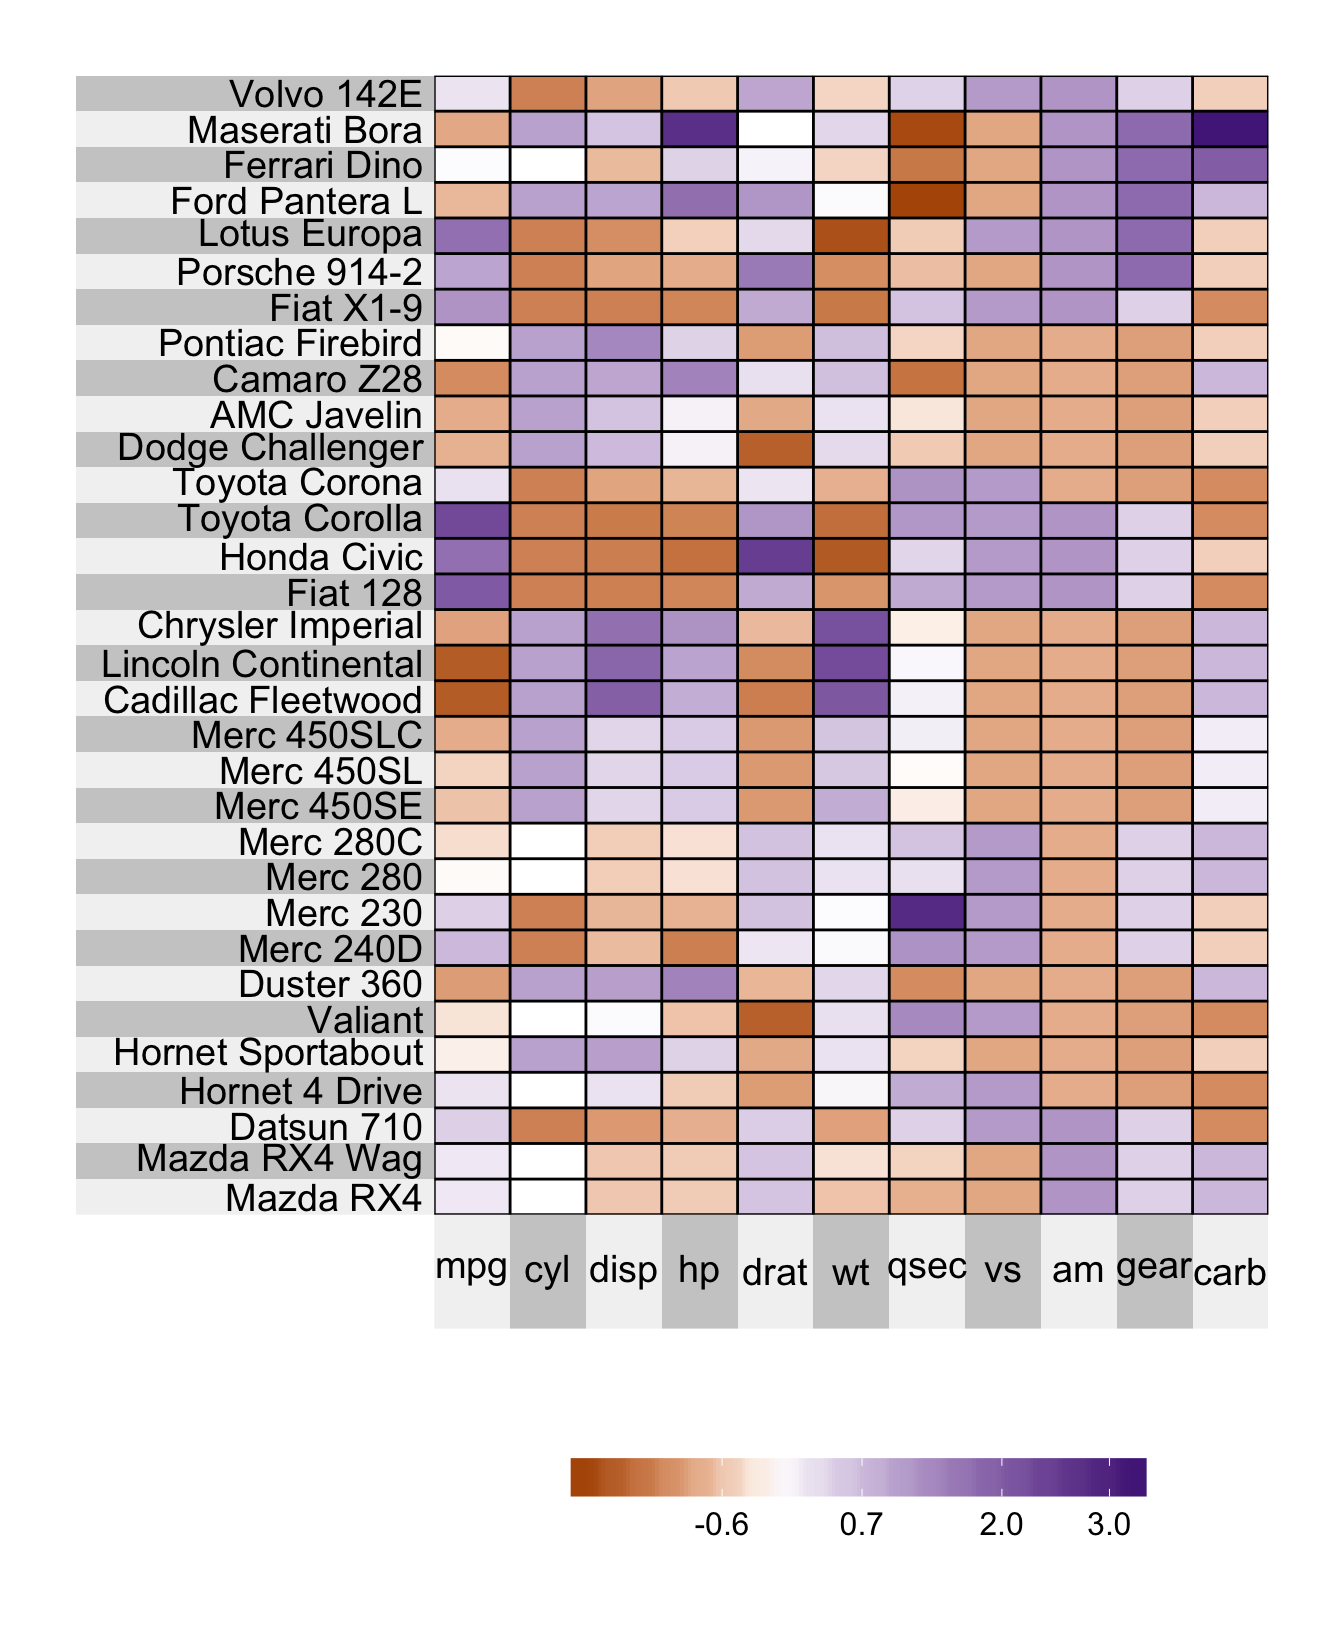 Volvo 142E
Maserati Bora
Ferrari Dino
Ford Pantera L
Lotus Europa
Porsche 914-2
Fiat X1-9
Pontiac Firebird
Camaro Z28
AMC Javelin
Dodge Challenger
Toyota Corona
Toyota Corolla
Honda Civic
Fiat 128
Chrysler Imperial
Lincoln Continental
Cadillac Fleetwood
Merc 450SLC
Merc 450SL
Merc 450SE
Merc 280C
Merc 280
Merc 230
Merc 240D
Duster 360
Valiant
Hornet Sportabout
Hornet 4 Drive
Datsun 710
Mazda RX4 Wag
Mazda RX4
mpg cyl disp hp drat wt qsec vs am gear carb
-0.6 0.7 2.0 3.0